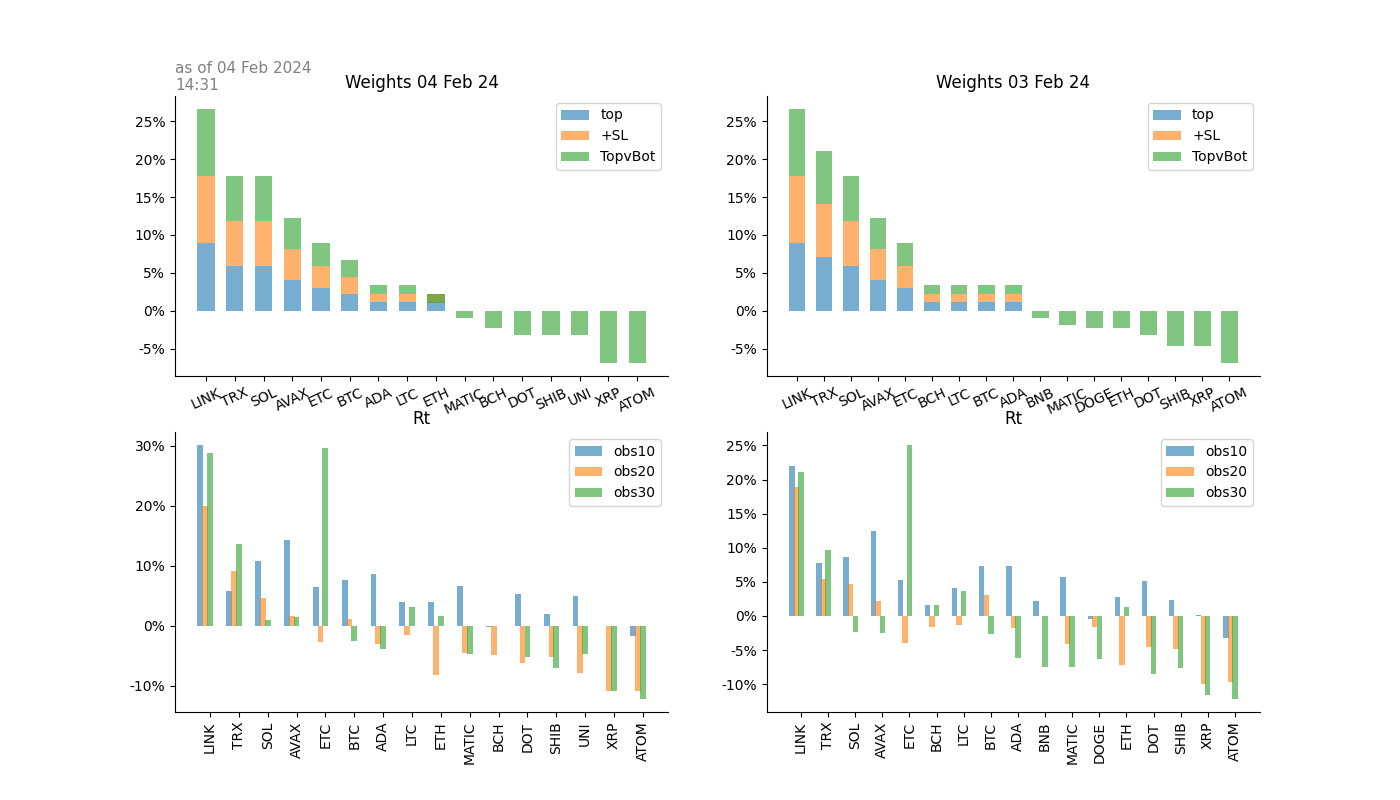 as of 04 Feb 2024
14:31
Weights 04 Feb 24
top
+SL
TopvBot
25%
20%
15%
10%
5%
0%
-5%
LINK TRX SOL AVAX ETC BTC ADA LTC ETH MATIC BCH DOT SHIB UNI XRP ATOM
Weights 03 Feb 24
top
+SL
TopvBot
25%
20%
15%
10%
5%
0%
-5%
LINK TRX SOL AVAX ETC BCH LTC BTC ADA BNB MATIC DOGE ETH DOT SHIB XRP ATOM
Rt
obs10
obs20
obs30
30%
20%
10%
0%
-10%
LINK TRX SOL AVAX ETC BTC ADA LTC ETH MATIC BCH DOT SHIB UNI XRP ATOM
Rt
obs10
obs20
obs30
25%
20%
15%
10%
5%
0%
-5%
-10%
LINK TRX SOL AVAX ETC BCH LTC BTC ADA BNB MATIC DOGE ETH DOT SHIB XRP ATOM